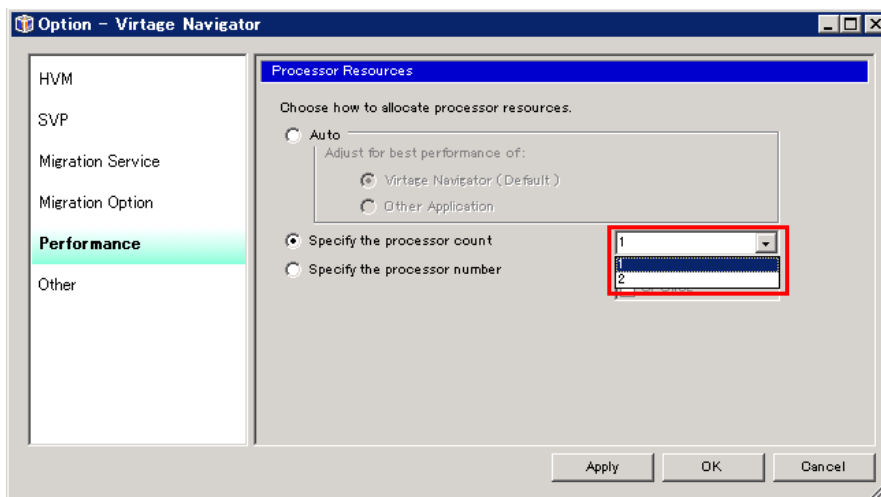 Option - Virtage Navigator
HVM
SVP
Migration Service
Migration Option
Performance
Other
Processor Resources
Choose how to allocate processor resources.
Auto
Adjust for best performance of:
Virtage Navigator ( Default )
Other Application
Specify the processor count
1
1
2
Specify the processor number
Apply
OK
Cancel